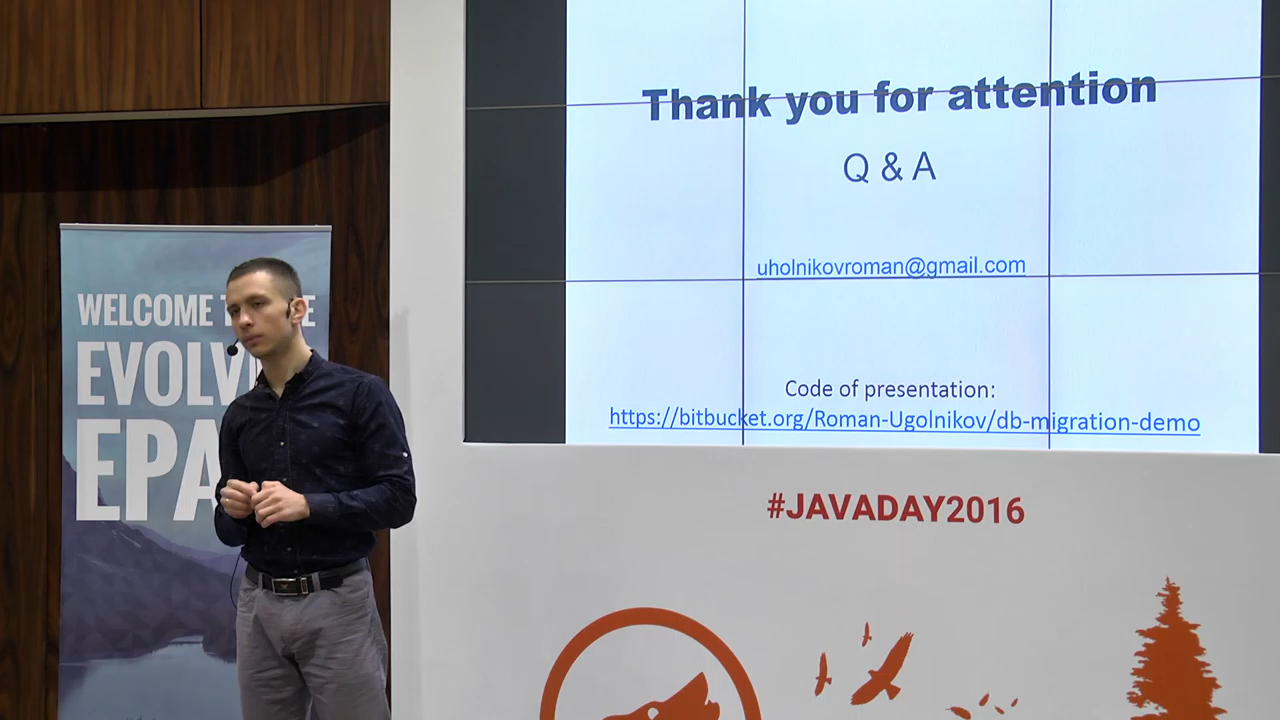 WELCOME
EVOLV
EPA
Thank you for attention
Q & A
uholnikovroman@gmail.com
Code of presentation:
https://bitbucket.org/Roman-Ugolnikov/db-migration-demo
#JAVADAY2016